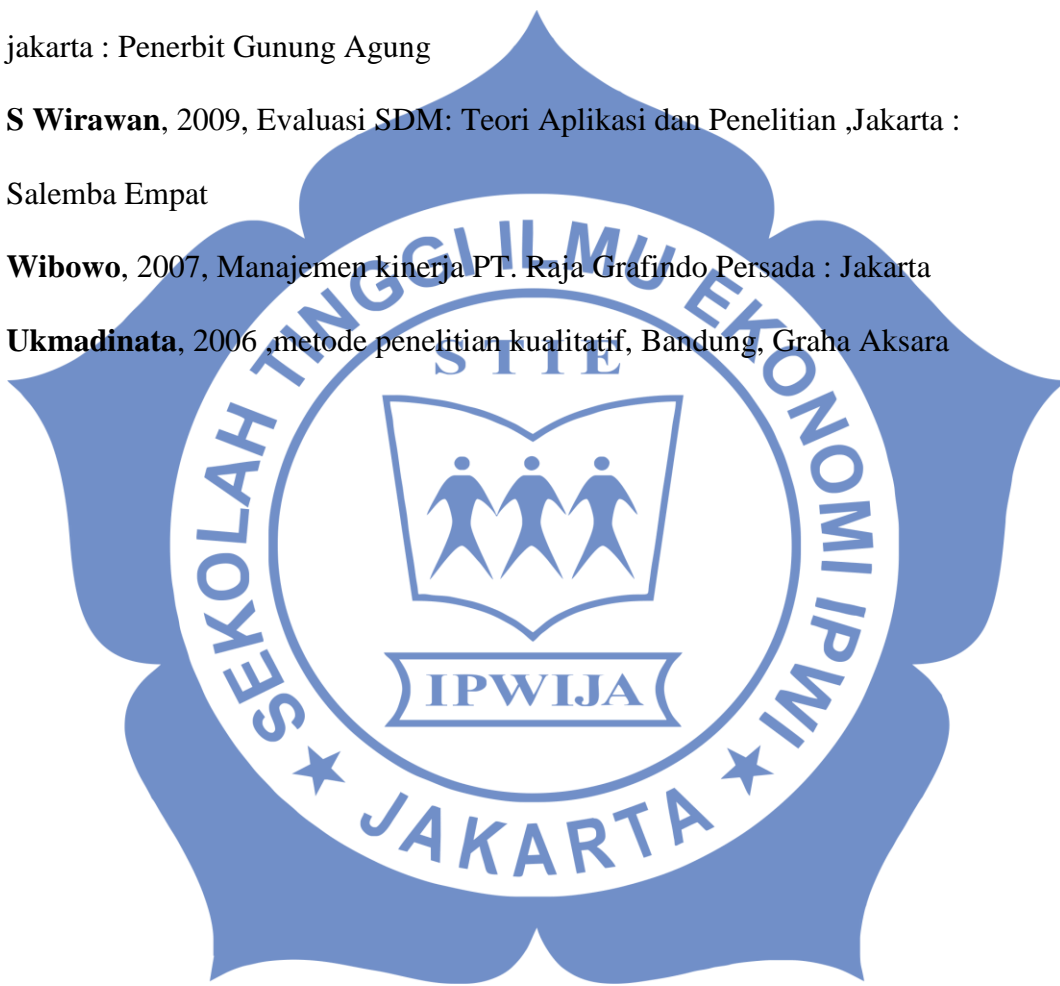 jakarta : Penerbit Gunung Agung
S Wirawan, 2009, Evaluasi SDM: Teori Aplikasi dan Penelitian ,Jakarta :
Salemba Empat
Wibowo, 2007, Manajemen kinerja PT. Raja Grafindo Persada : Jakarta
Ukmadinata, 2006 ,metode penelitian kualitatif, Bandung, Graha Aksara
SEKOLAH TINGGI ILMU EKONOMI IPWI
STIE
IPWIJA
JAKARTA